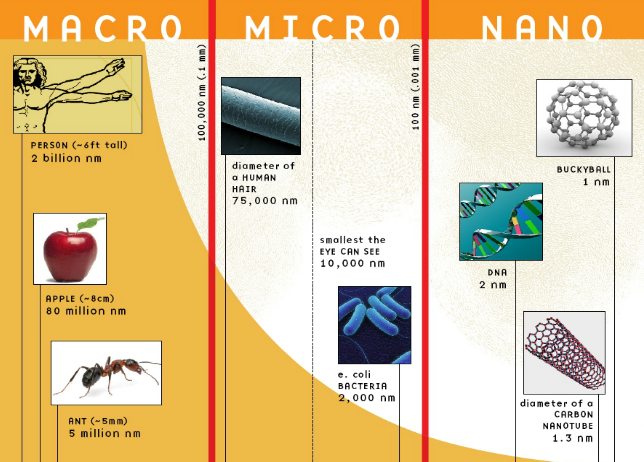 MACRO
MICRO
NANO
100,000 nm (.1 mm)
100 nm (.001 mm)
PERSON (~6ft tall)
2 billion nm
APPLE (~8cm)
80 million nm
ANT (~5mm)
5 million nm
diameter of
a HUMAN
HAIR
75,000 nm
smallest the
EYE CAN SEE
10,000 nm
e. coli
BACTERIA
2,000 nm
BUCKYBALL
1 nm
DNA
2 nm
diameter of a
CARBON
NANOTUBE
1.3 nm